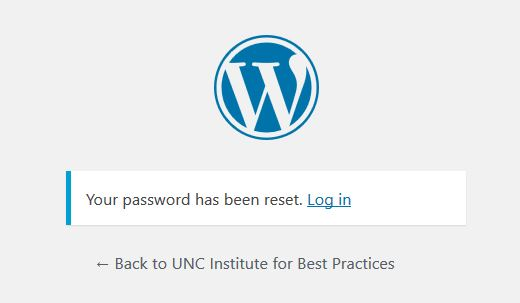 Your password has been reset. Log in
← Back to UNC Institute for Best Practices